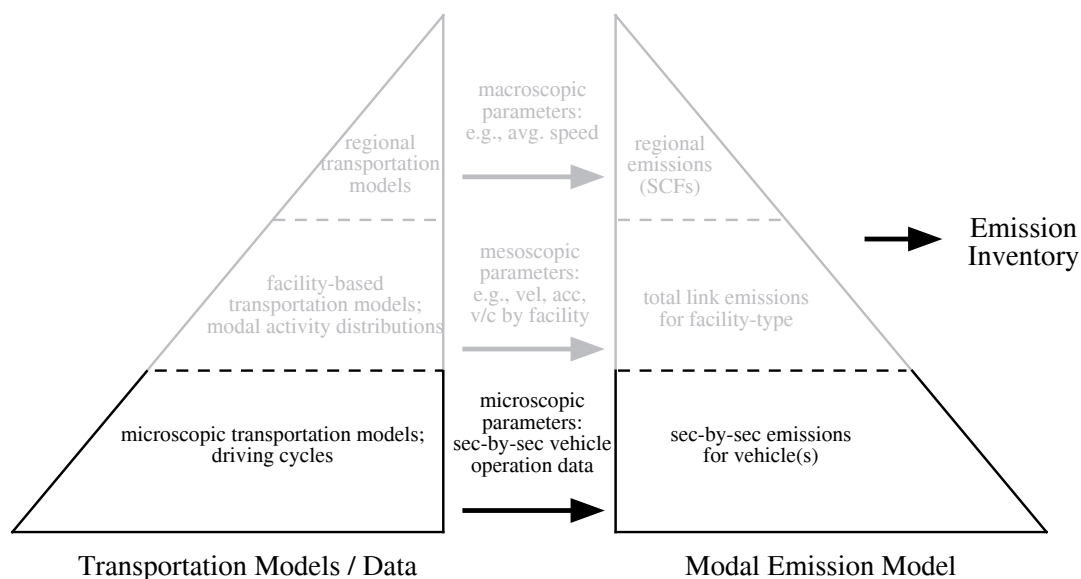 macroscopic
parameters:
e.g., avg. speed
regional
transportation
models
regional
emissions
(SCFs)
Emission
Inventory
mesoscopic
parameters:
e.g., vel, acc,
v/c by facility
facility-based
transportation models;
modal activity distributions
total link emissions
for facility-type
microscopic
parameters:
sec-by-sec vehicle
operation data
microscopic transportation models;
driving cycles
sec-by-sec emissions
for vehicle(s)
Transportation Models / Data
Modal Emission Model